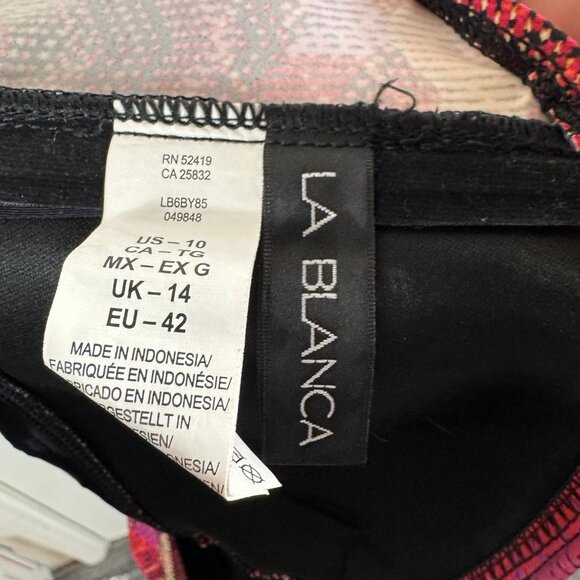 RN 52419
CA 25832
LB6BY85
049848
US – 10
CA – TG
MX – EX G
UK – 14
EU – 42
MADE IN INDONESIA/
FABRIQUÉE EN INDONÉSIE/
EN INDONESIA/
IN
LA BLANCA